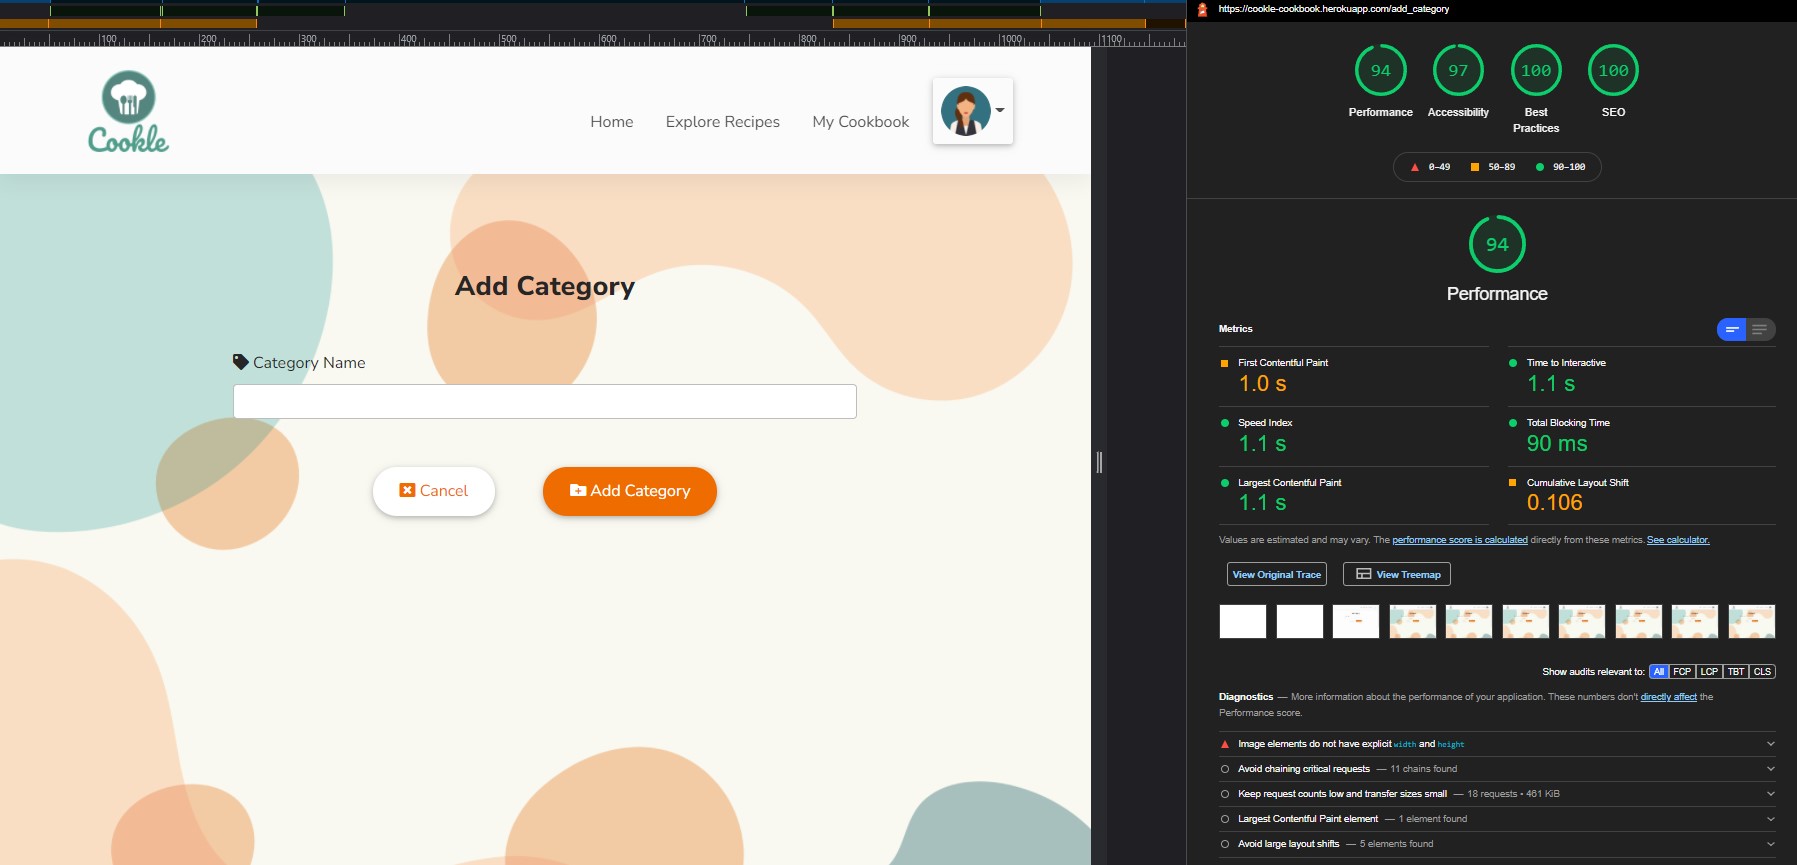 100 200 300 400 500 600 700 800 900 1000 1100
Cookle
Home
Explore Recipes
My Cookbook
Add Category
Category Name
Cancel
Add Category
https://cookle-cookbook.herokuapp.com/add_category
94
97
100
100
Performance
Accessibility
Best
Practices
SEO
0–49
50–89
90–100
94
Performance
Metrics
First Contentful Paint
1.0 s
Time to Interactive
1.1 s
Speed Index
1.1 s
Total Blocking Time
90 ms
Largest Contentful Paint
1.1 s
Cumulative Layout Shift
0.106
Values are estimated and may vary. The performance score is calculated directly from these metrics. See calculator.
View Original Trace
View Treemap
Show audits relevant to: All FCP LCP TBT CLS
Diagnostics — More information about the performance of your application. These numbers don't directly affect the
Performance score.
Image elements do not have explicit width and height
Avoid chaining critical requests — 11 chains found
Keep request counts low and transfer sizes small — 18 requests • 461 KiB
Largest Contentful Paint element — 1 element found
Avoid large layout shifts — 5 elements found